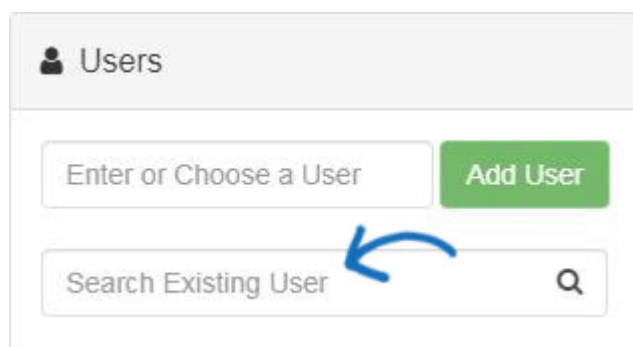 Users
Enter or Choose a User
Add User
Search Existing User